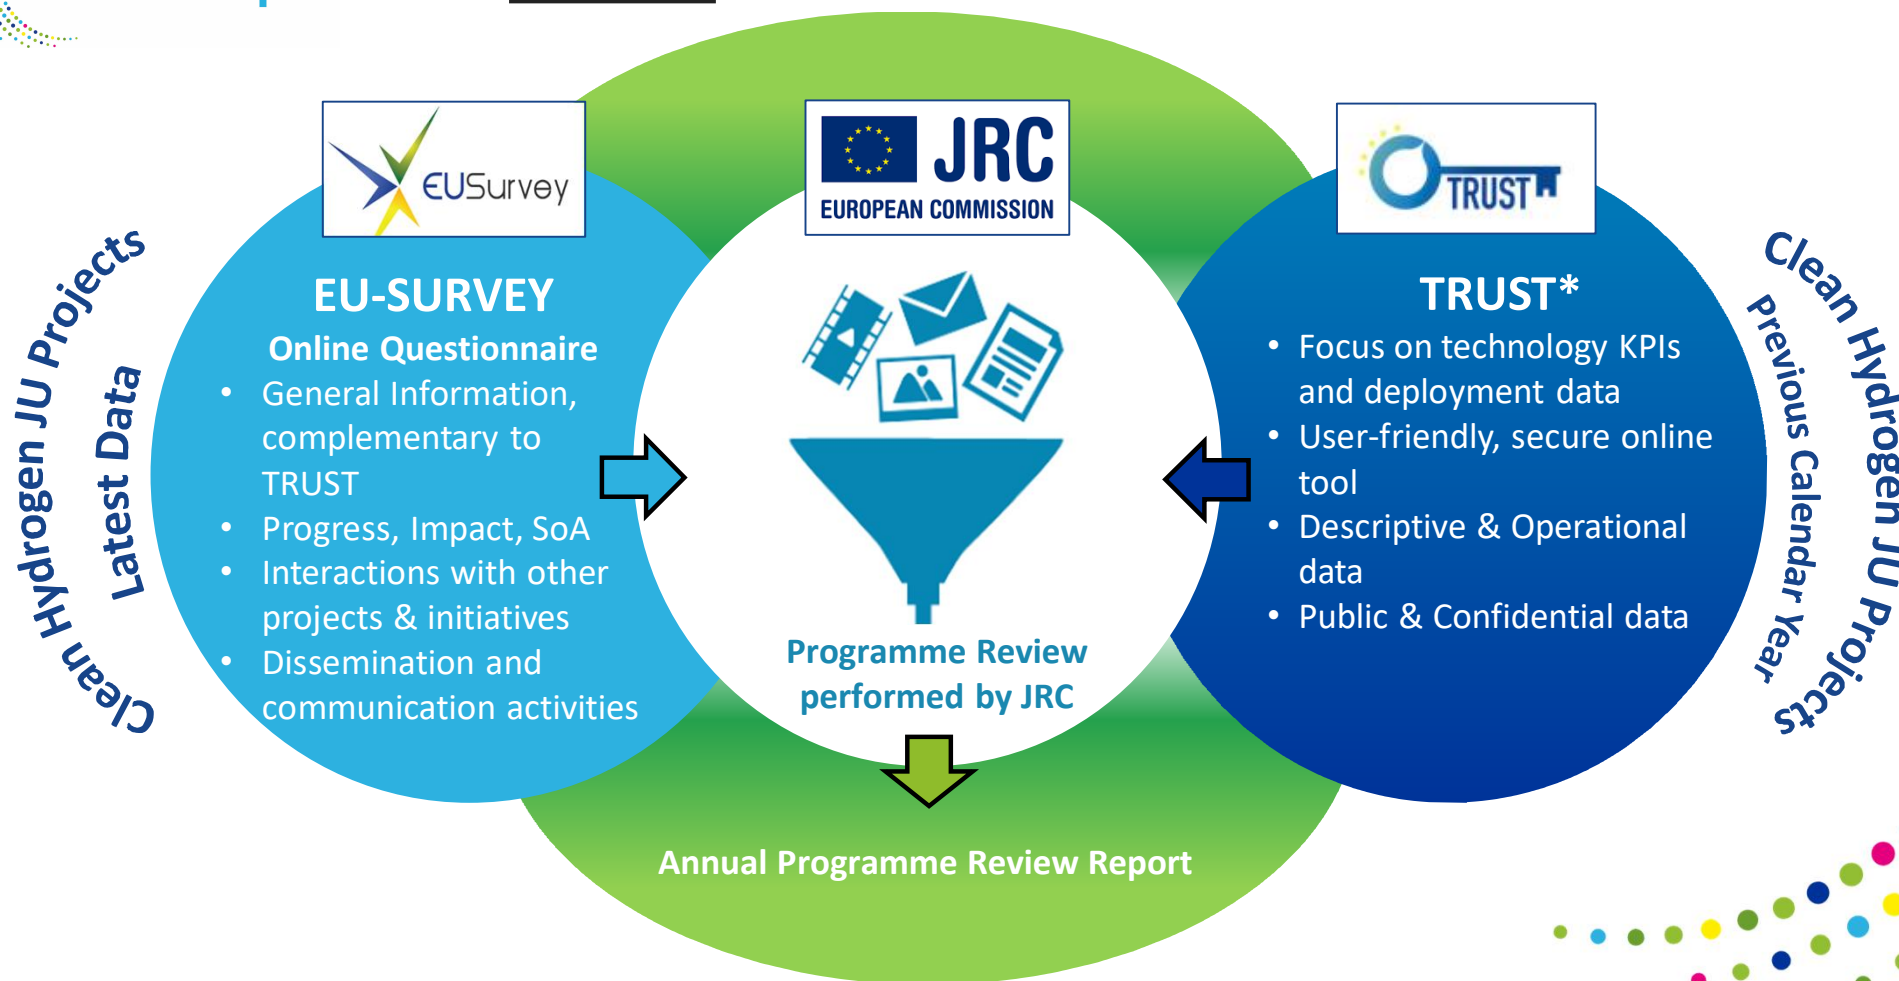 EUSurvey
JRC
EUROPEAN COMMISSION
TRUST
Clean Hydrogen JU Projects
Latest Data
EU-SURVEY
Online Questionnaire
• General Information,
complementary to
TRUST
• Progress, Impact, SoA
• Interactions with other
projects & initiatives
• Dissemination and
communication activities
Programme Review
performed by JRC
TRUST*
• Focus on technology KPIs
and deployment data
• User-friendly, secure online
tool
• Descriptive & Operational
data
• Public & Confidential data
Clean Hydrogen JU Projects
Previous Calendar Year
Annual Programme Review Report